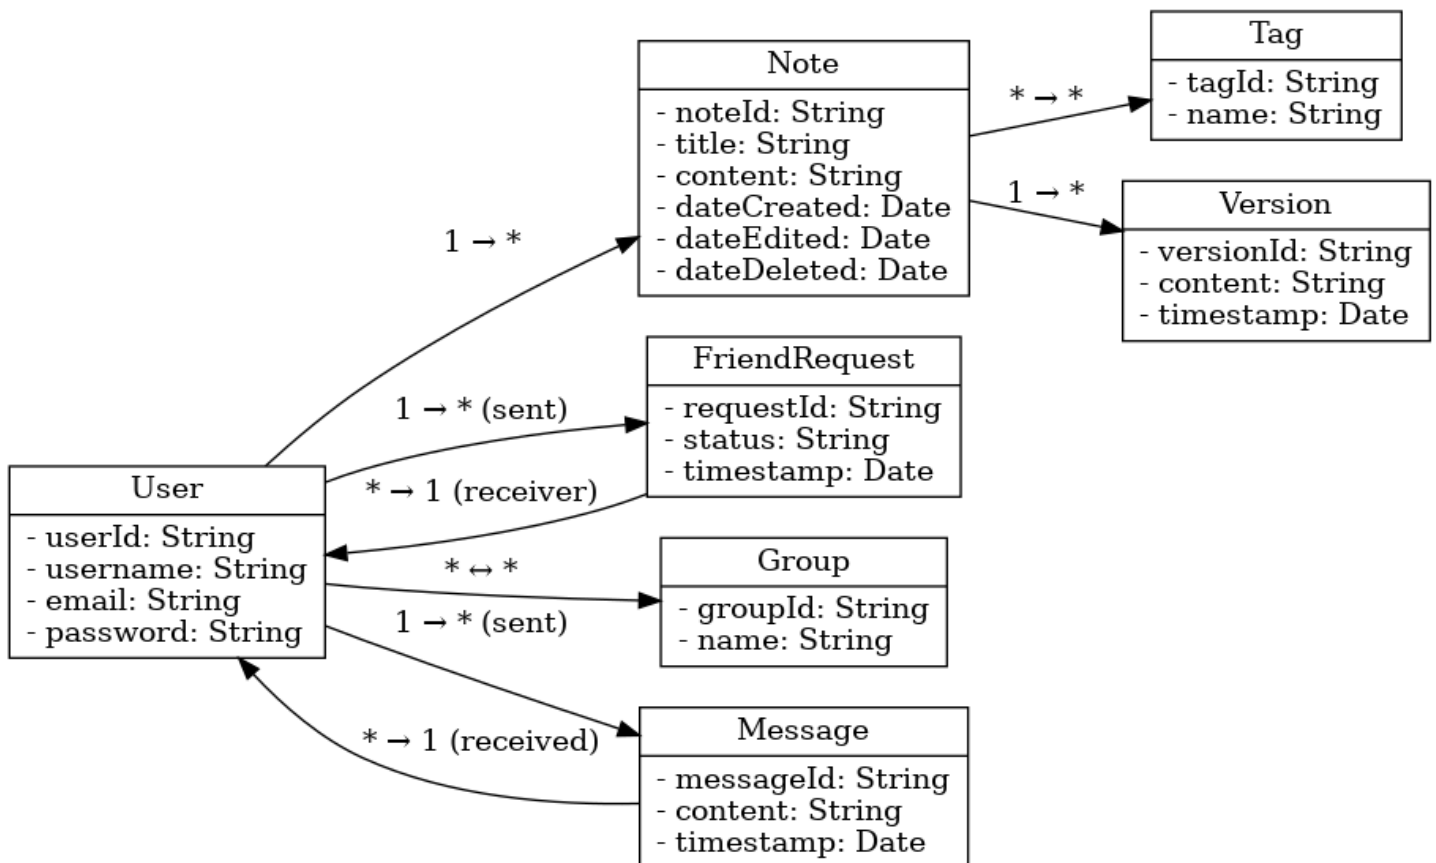 Tag
- tagId: String
- name: String
Note
- noteId: String
- title: String
- content: String
- dateCreated: Date
- dateEdited: Date
- dateDeleted: Date
* → *
1 → *
Version
- versionId: String
- content: String
- timestamp: Date
1 → *
FriendRequest
- requestId: String
- status: String
- timestamp: Date
1 → * (sent)
* → 1 (receiver)
User
- userId: String
- username: String
- email: String
- password: String
* ↔ *
Group
- groupId: String
- name: String
1 → * (sent)
* → 1 (received)
Message
- messageId: String
- content: String
- timestamp: Date